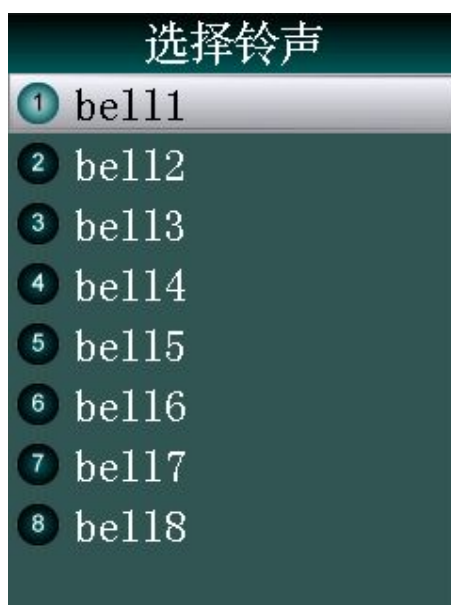 选择铃声
1 bell1
2 bell2
3 bell3
4 bell4
5 bell5
6 bell6
7 bell7
8 bell8